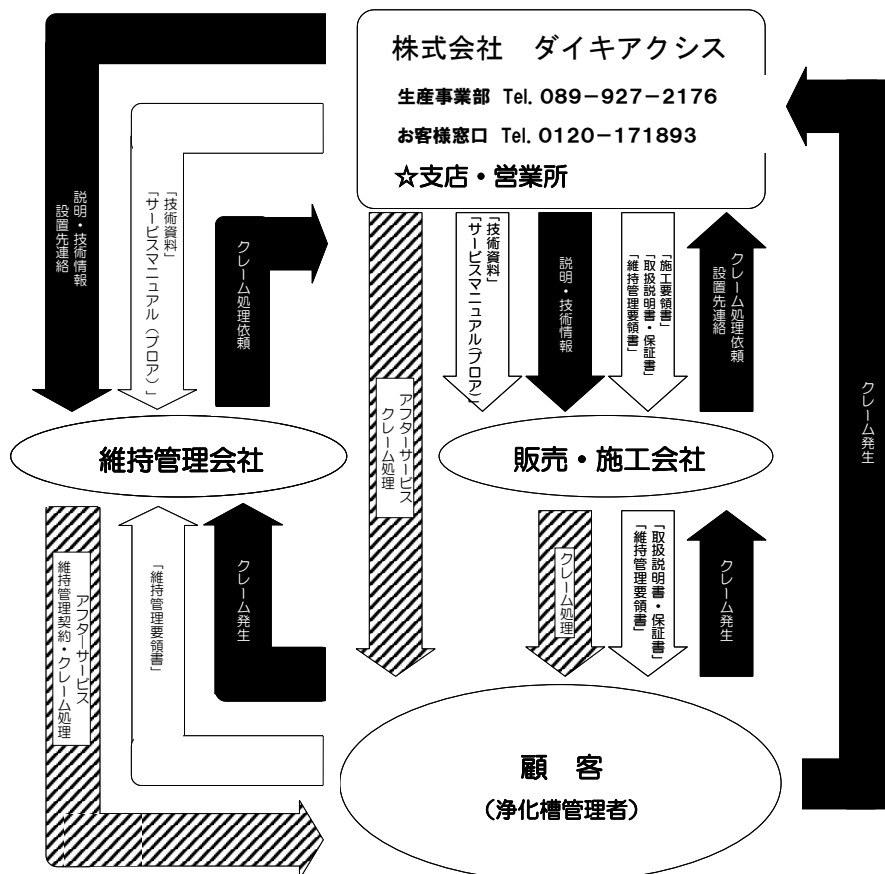 株式会社 ダイキアクシス
生産事業部 Tel. 089-927-2176
お客様窓口 Tel. 0120-171893
☆支店・営業所
説明・技術情報
設置先連絡
「技術資料」
「サービスマニュアル(ブロア)」
クレーム処理依頼
アフターサービス
クレーム処理
「技術資料」
「サービスマニュアル(ブロア)」
説明・技術情報
「施工要領書」
「取扱説明書・保証書」
「維持管理要領書」
クレーム処理依頼
設置先連絡
クレーム発生
維持管理会社
販売・施工会社
アフターサービス
維持管理契約・クレーム処理
「維持管理要領書」
クレーム発生
クレーム処理
「取扱説明書・保証書」
「維持管理要領書」
クレーム発生
顧 客
(浄化槽管理者)